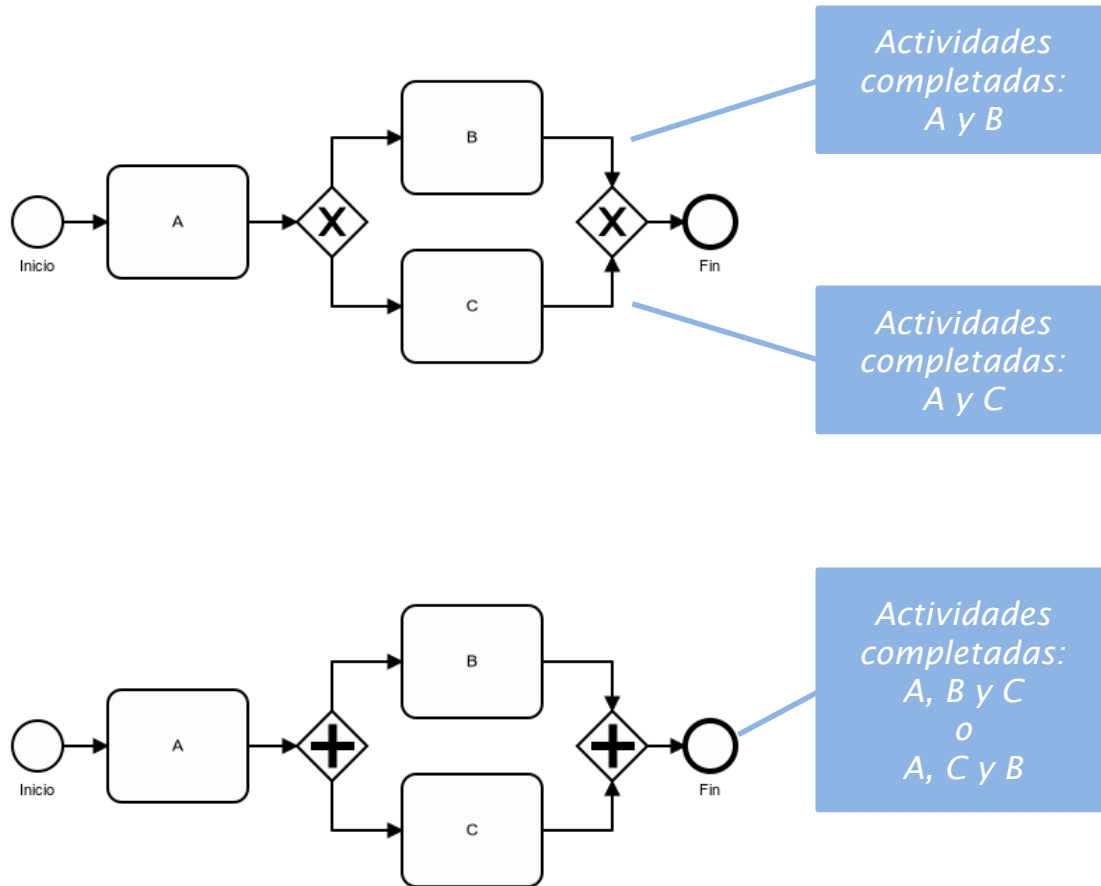 Actividades
completadas:
A y B
B
A
X
X
Inicio
Fin
C
Actividades
completadas:
A y C
Actividades
completadas:
A, B y C
o
A, C y B
B
A
Inicio
Fin
C